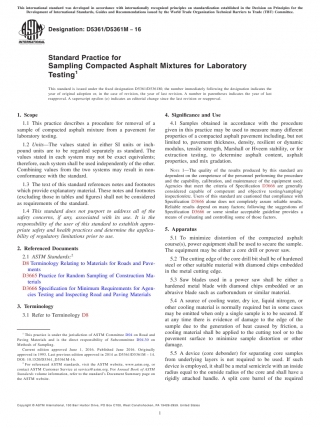 This international standard was developed in accordance with internationally recognized principles on standardization established in the Decision on Principles for the
Development of International Standards, Guides and Recommendations issued by the World Trade Organization Technical Barriers to Trade (TBT) Committee.
Designation: D5361/D5361M − 16
Standard Practice for
Sampling Compacted Asphalt Mixtures for Laboratory
Testing1
This standard is issued under the fixed designation D5361/D5361M; the number immediately following the designation indicates the
year of original adoption or, in the case of revision, the year of last revision. A number in parentheses indicates the year of last
reapproval. A superscript epsilon (ε) indicates an editorial change since the last revision or reapproval.
1. Scope
1.1 This practice describes a procedure for removal of a
sample of compacted asphalt mixture from a pavement for
laboratory testing.
1.2 Units—The values stated in either SI units or inch-
pound units are to be regarded separately as standard. The
values stated in each system may not be exact equivalents;
therefore, each system shall be used independently of the other.
Combining values from the two systems may result in non-
conformance with the standard.
1.3 The text of this standard references notes and footnotes
which provide explanatory material. These notes and footnotes
(excluding those in tables and figures) shall not be considered
as requirements of the standard.
1.4 This standard does not purport to address all of the
safety concerns, if any, associated with its use. It is the
responsibility of the user of this standard to establish appro-
priate safety and health practices and determine the applica-
bility of regulatory limitations prior to use.
2. Referenced Documents
2.1 ASTM Standards:2
D8 Terminology Relating to Materials for Roads and Pave-
ments
D3665 Practice for Random Sampling of Construction Ma-
terials
D3666 Specification for Minimum Requirements for Agen-
cies Testing and Inspecting Road and Paving Materials
3. Terminology
3.1 Refer to Terminology D8
1 This practice is under the jurisdiction of ASTM Committee D04 on Road and
Paving Materials and is the direct responsibility of Subcommittee D04.30 on
Methods of Sampling.
Current edition approved June 1, 2016. Published June 2016. Originally
approved in 1993. Last previous edition approved in 2014 as D5361/D5361M – 14.
DOI: 10.1520/D5361_D5361M-16.
2 For referenced ASTM standards, visit the ASTM website, www.astm.org, or
contact ASTM Customer Service at service@astm.org. For Annual Book of ASTM
Standards volume information, refer to the standard's Document Summary page on
the ASTM website.
4. Significance and Use
4.1 Samples obtained in accordance with the procedure
given in this practice may be used to measure many different
properties of a compacted asphalt pavement including, but not
limited to, pavement thickness, density, resilient or dynamic
modulus, tensile strength, Marshall or Hveem stability, or for
extraction testing, to determine asphalt content, asphalt
properties, and mix gradation.
NOTE 1—The quality of the results produced by this standard are
dependent on the competence of the personnel performing the procedure
and the capability, calibration, and maintenance of the equipment used.
Agencies that meet the criteria of Specification D3666 are generally
considered capable of competent and objective testing/sampling/
inspection/etc. Users of this standard are cautioned that compliance with
Specification D3666 alone does not completely assure reliable results.
Reliable results depend on many factors; following the suggestions of
Specification D3666 or some similar acceptable guideline provides a
means of evaluating and controlling some of those factors.
5. Apparatus
5.1 To minimize distortion of the compacted asphalt
course(s), power equipment shall be used to secure the sample.
The equipment may be either a core drill or power saw.
5.2 The cutting edge of the core drill bit shall be of hardened
steel or other suitable material with diamond chips embedded
in the metal cutting edge.
5.3 Saw blades used in a power saw shall be either a
hardened metal blade with diamond chips embedded or an
abrasive blade such as carborundum or similar material.
5.4 A source of cooling water, dry ice, liquid nitrogen, or
other cooling material is normally required but in some cases
may be omitted when only a single sample is to be secured. If
at any time there is evidence of damage to the edge of the
sample due to the generation of heat caused by friction, a
cooling material shall be applied to the cutting tool or to the
pavement surface to minimize sample distortion or other
damage.
5.5 A device (core debonder) for separating core samples
from underlying layers is not required to be used. If such
device is employed, it shall be a metal semicircle with an inside
radius equal to the outside radius of the core and shall have a
rigidly attached handle. A split core barrel of the required
Copyright © ASTM International, 100 Barr Harbor Drive, PO Box C700, West Conshohocken, PA 19428-2959. United States
1